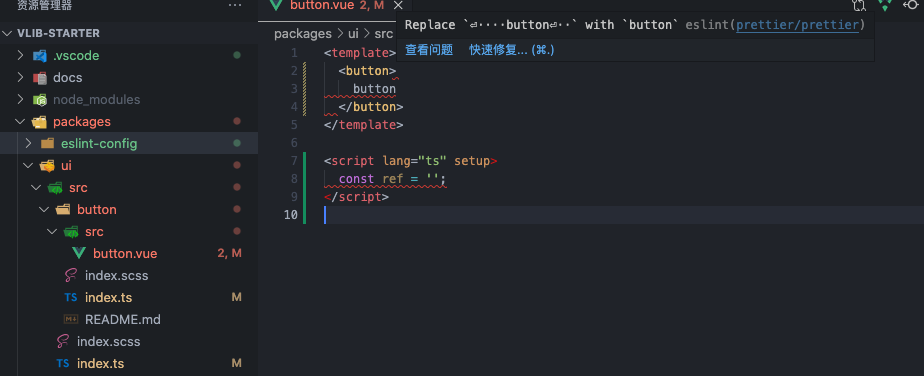 资源管理器
VLIB-STARTER
.vscode
docs
node_modules
packages
eslint-config
ui
src
button
src
button.vue 2, M
index.scss
TS index.ts M
README.md
index.scss
TS index.ts M
button.vue 2, M
packages > ui > src
Replace `⏎····button⏎··` with `button` eslint(prettier/prettier)
查看问题 快速修复... (⌘.)
1 <template>
2 <button>
3 button
4 </button>
5 </template>
6
7 <script lang="ts" setup>
8 const ref = '';
9 </script>
10